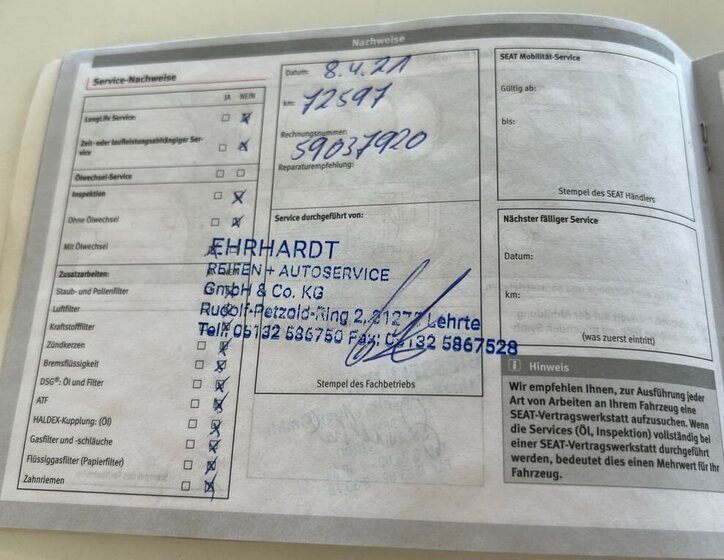 Nachweise
Service-Nachweise
JA NEIN
LongLife Service:
Zeit- oder laufleistungsabhängiger Ser-
vice
Ölwechsel-Service
Inspektion
Ohne Ölwechsel
Mit Ölwechsel
Zusatzarbeiten:
Staub- und Pollenfilter
Luftfilter
Kraftstofffilter
Zündkerzen
Bremsflüssigkeit
DSG®: Öl und Filter
ATF
HALDEX-Kupplung: (Öl)
Gasfilter und -schläuche
Flüssiggasfilter (Papierfilter)
Zahnriemen
Datum: 8.4.21
km: 72597
Rechnungsnummer:
59037920
Reparaturempfehlung:
Service durchgeführt von:
EHRHARDT
REIFEN + AUTOSERVICE
GmbH & Co. KG
Rudolf-Petzold-Ring 2, Lehrte
Telf: 05132 586750 Fax: 05132 5867528
Stempel des Fachbetriebs
SEAT Mobilität-Service
Gültig ab:
bis:
Stempel des SEAT Händlers
Nächster fälliger Service
Datum:
km:
(was zuerst eintritt)
Hinweis
Wir empfehlen Ihnen, zur Ausführung jeder
Art von Arbeiten an Ihrem Fahrzeug eine
SEAT-Vertragswerkstatt aufzusuchen. Wenn
die Services (Öl, Inspektion) vollständig bei
einer SEAT-Vertragswerkstatt durchgeführt
werden, bedeutet dies einen Mehrwert für Ihr
Fahrzeug.